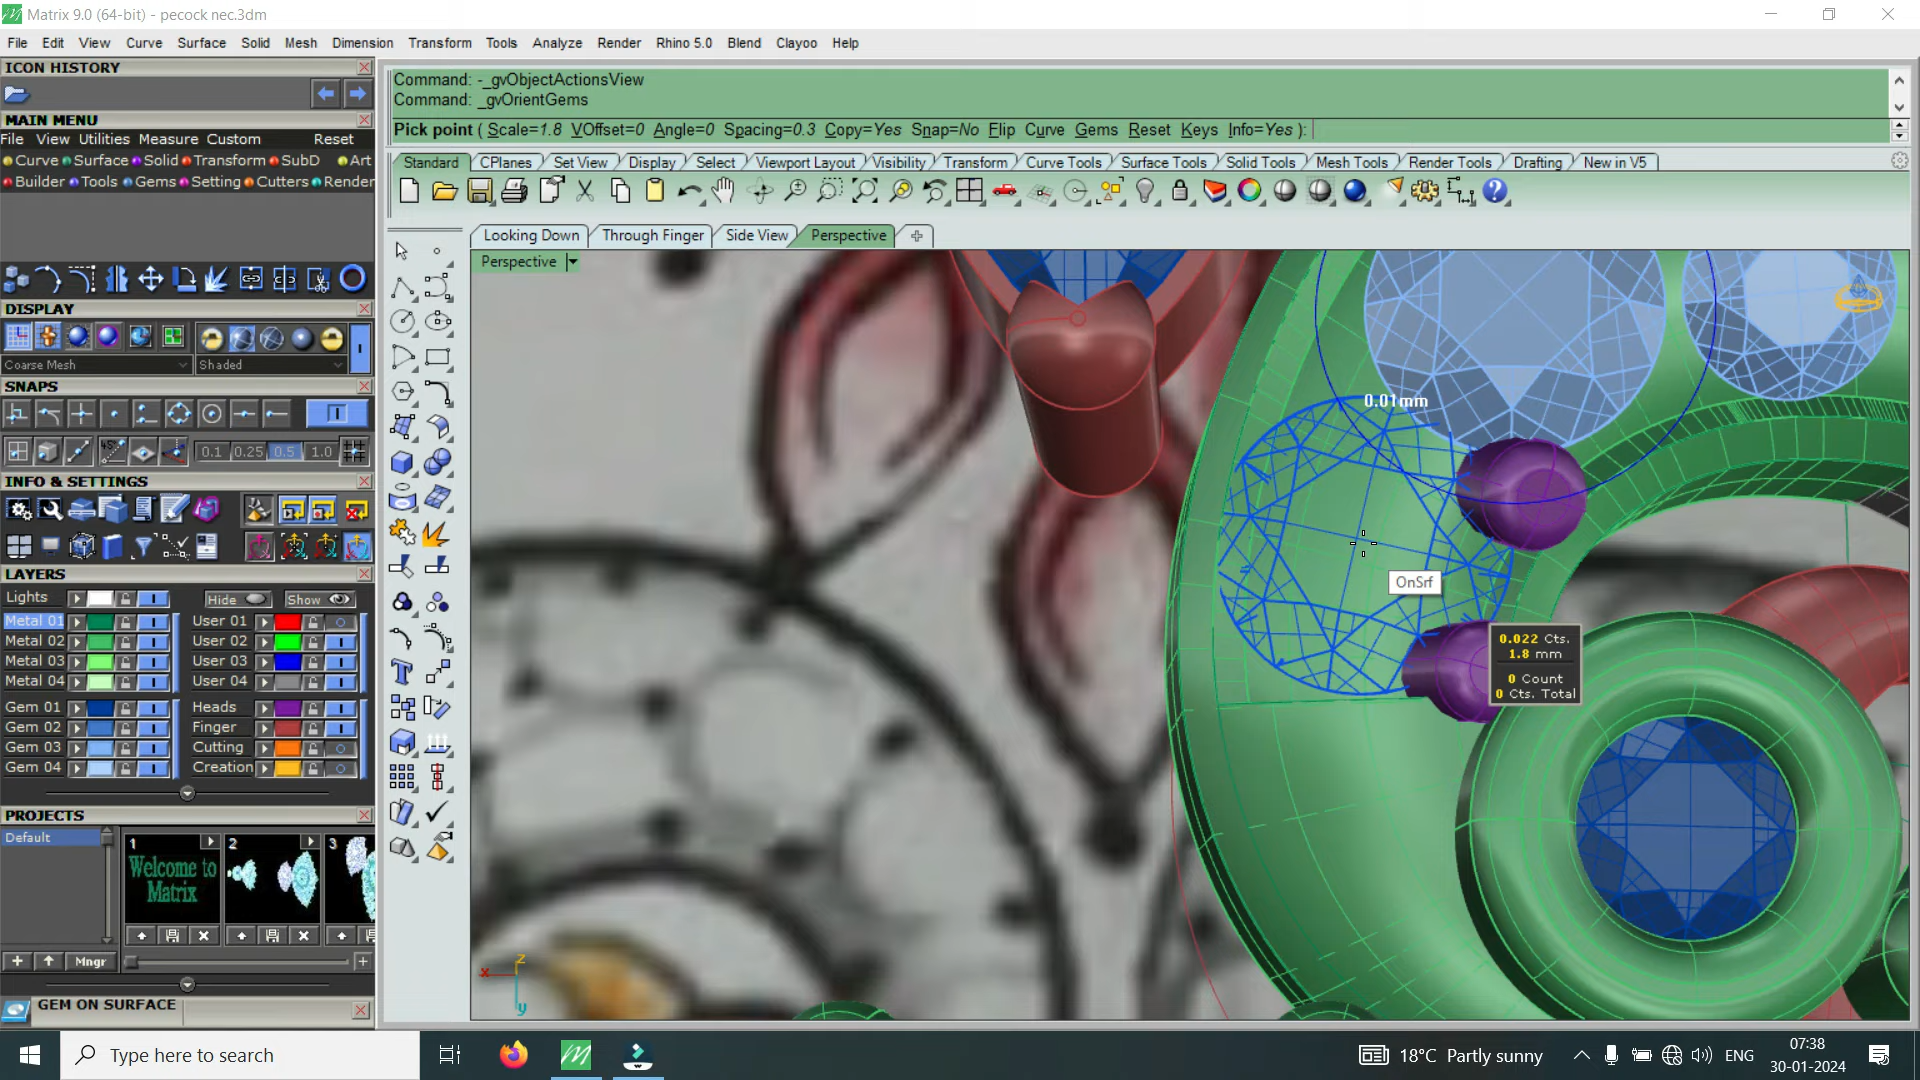 Matrix 9.0 (64-bit) - pecock nec.3dm
File Edit View Curve Surface Solid Mesh Dimension Transform Tools Analyze Render Rhino 5.0 Blend Clayoo Help
ICON HISTORY
MAIN MENU
File View Utilities Measure Custom Reset
Curve Surface Solid Transform SubD Art
Builder Tools Gems Setting Cutters Render
DISPLAY
Coarse Mesh Shaded
SNAPS
0.1 0.25 0.5 1.0
INFO & SETTINGS
LAYERS
Lights Hide Show
Metal 01 User 01
Metal 02 User 02
Metal 03 User 03
Metal 04 User 04
Gem 01 Heads
Gem 02 Finger
Gem 03 Cutting
Gem 04 Creation
PROJECTS
Default
1 2 3
Welcome to Matrix
Mngr
GEM ON SURFACE
Command: -_gvObjectActionsView
Command: _gvOrientGems
Pick point ( Scale=1.8 VOffset=0 Angle=0 Spacing=0.3 Copy=Yes Snap=No Flip Curve Gems Reset Keys Info=Yes ):
Standard CPlanes Set View Display Select Viewport Layout Visibility Transform Curve Tools Surface Tools Solid Tools Mesh Tools Render Tools Drafting New in V5
Looking Down Through Finger Side View Perspective
Perspective
0.01mm
OnSrf
0.022 Cts.
1.8 mm
0 Count
0 Cts. Total
z
x
y
Type here to search
18°C Partly sunny
ENG
07:38
30-01-2024